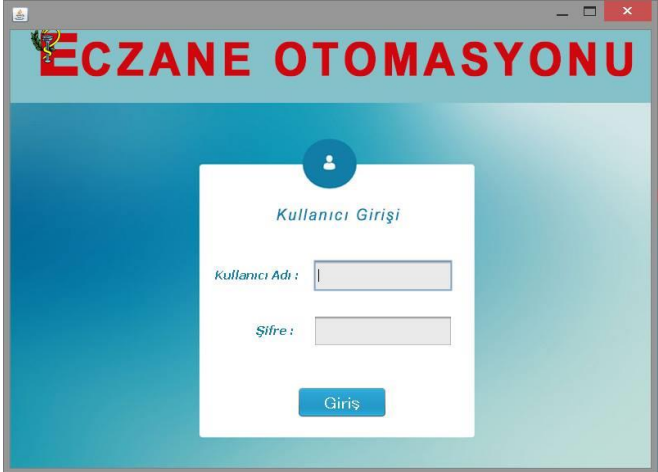 ECZANE OTOMASYONU
Kullanıcı Girişi
Kullanıcı Adı :
Şifre :
Giriş